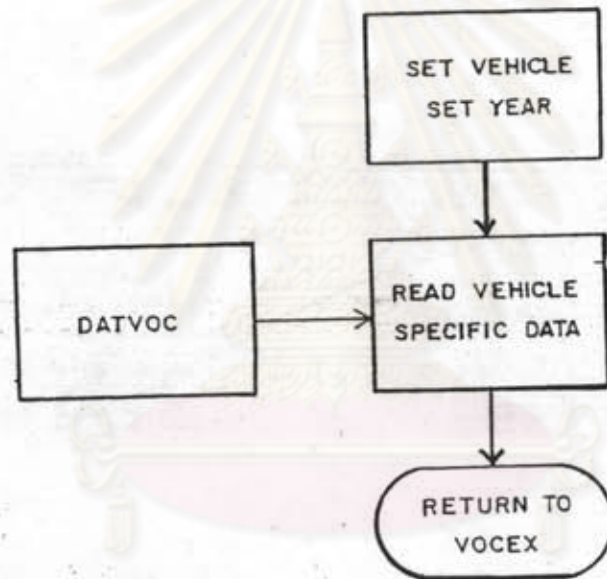 SET VEHICLE
SET YEAR
DATVOC
READ VEHICLE
SPECIFIC DATA
RETURN TO
VOCEX